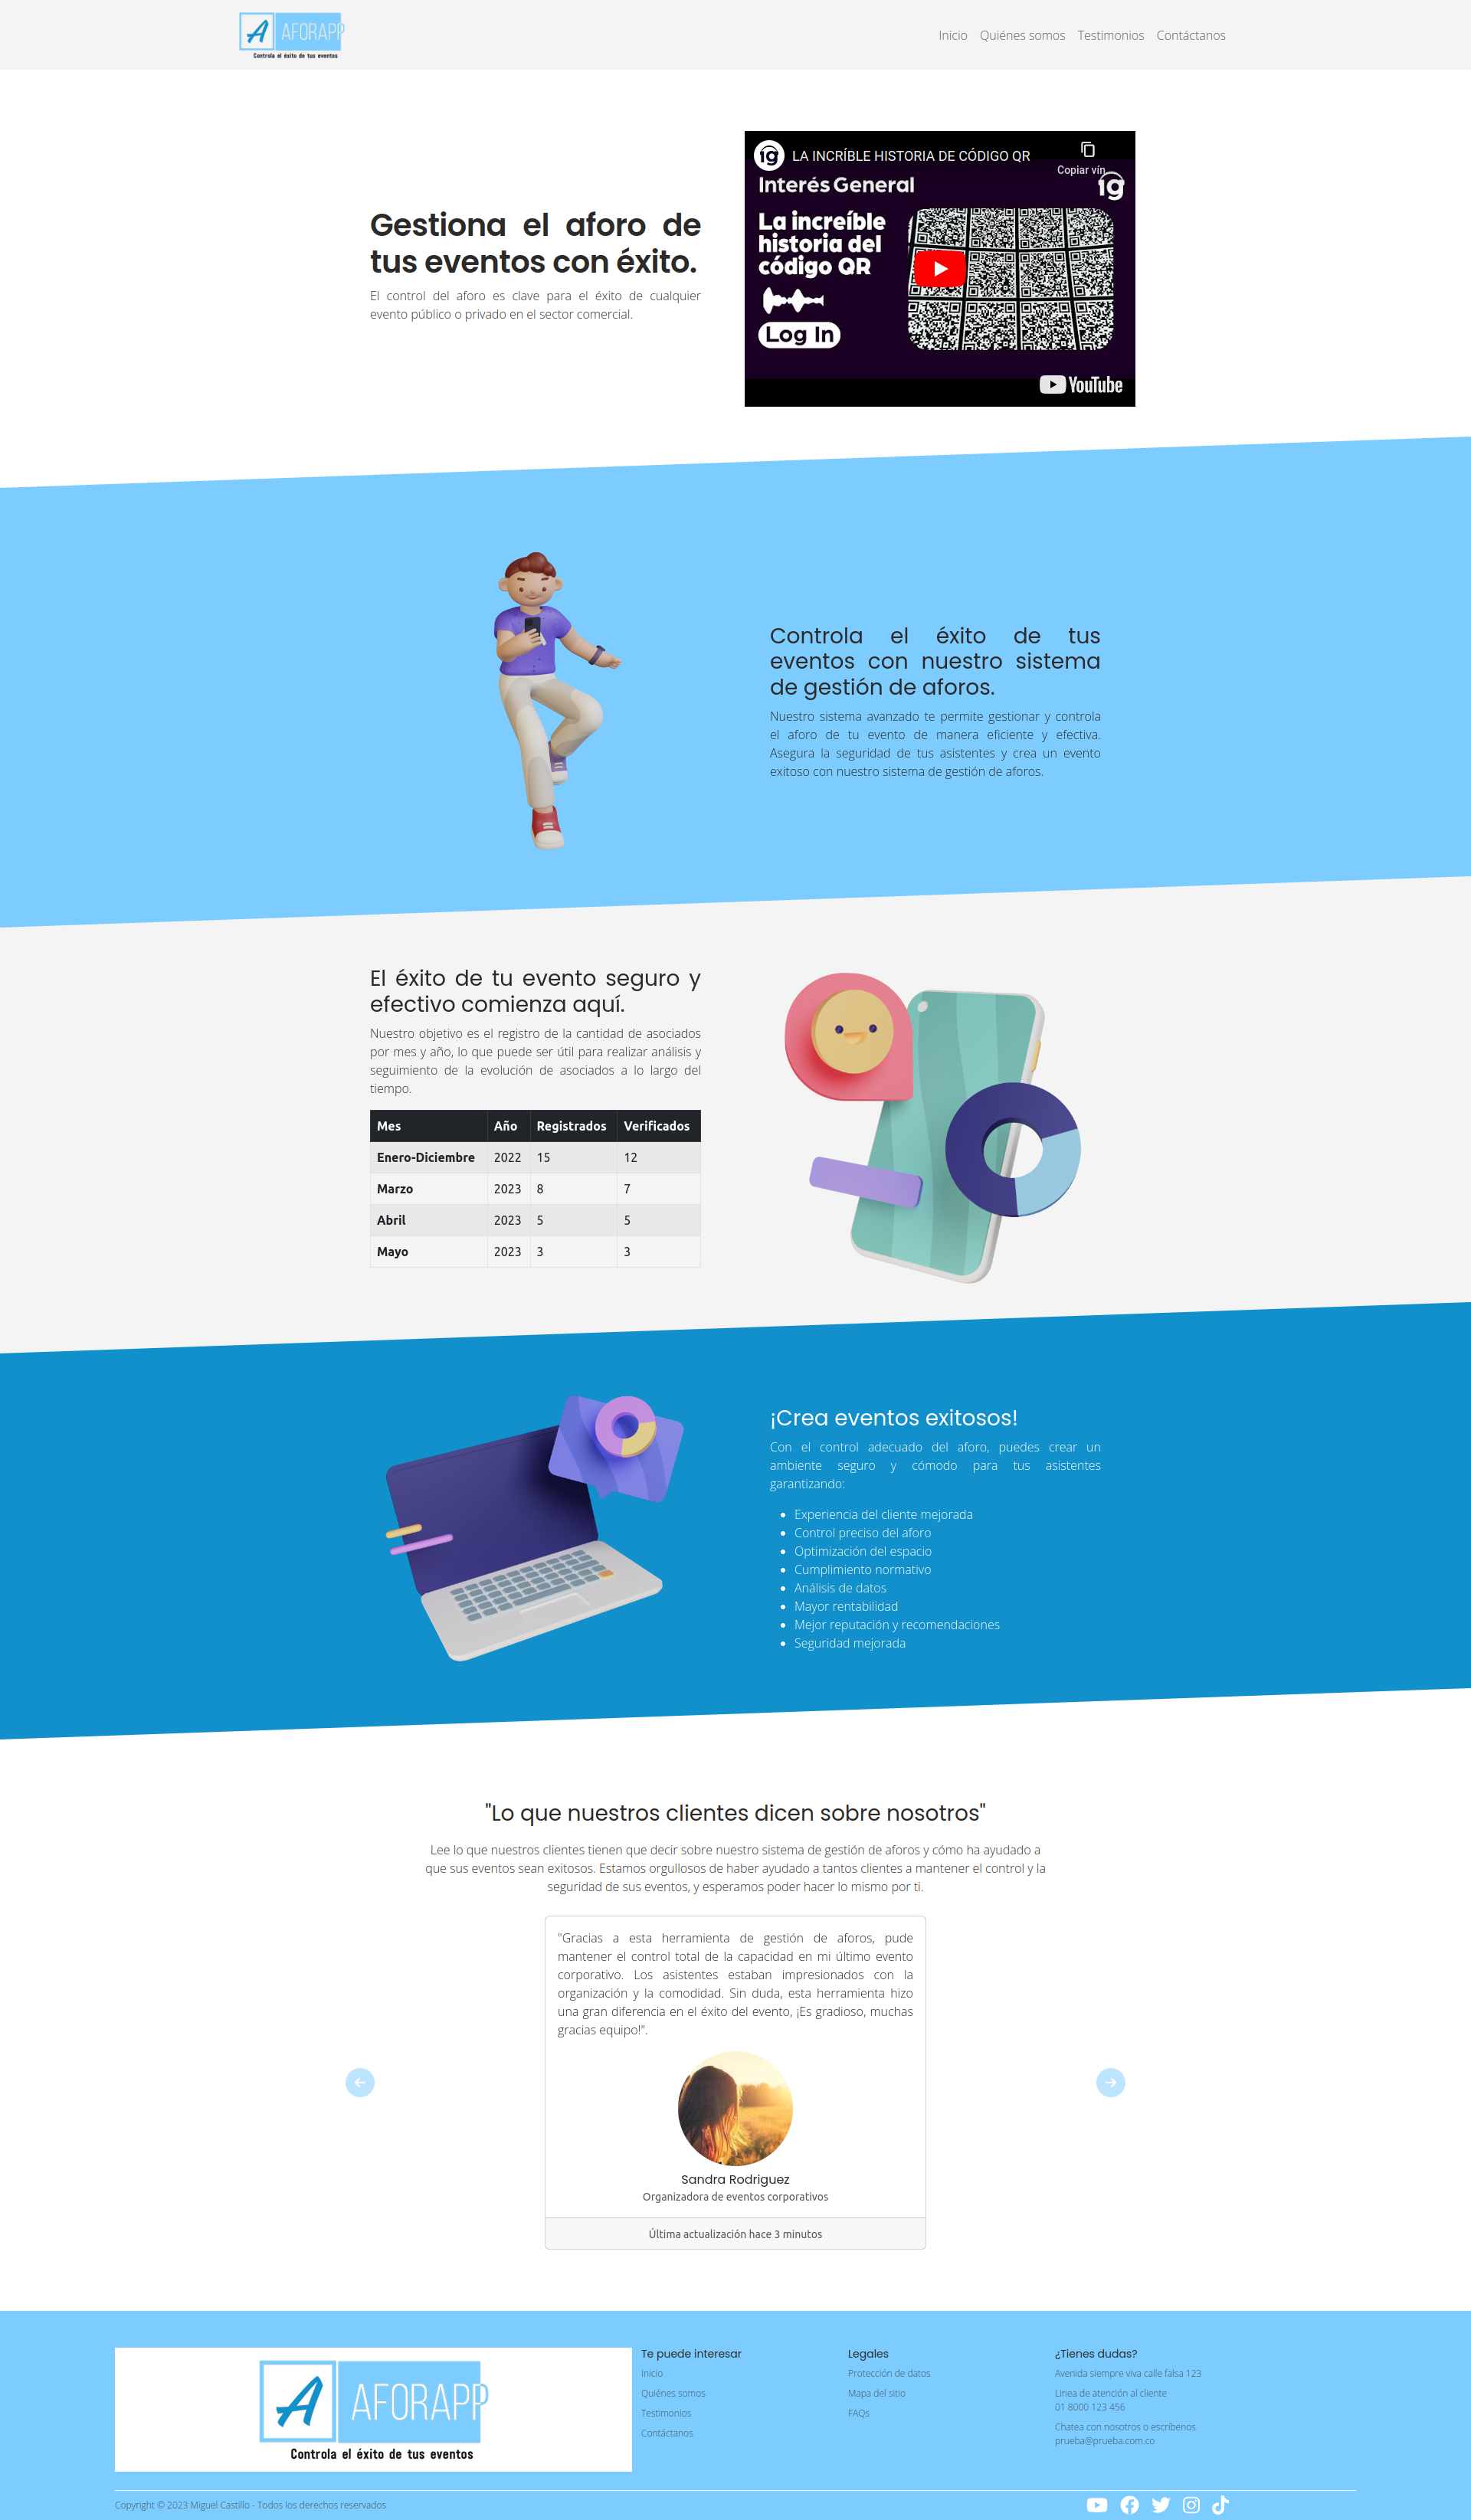 A AFORAPP
Controla el éxito de tus eventos
Inicio Quiénes somos Testimonios Contáctanos
ig LA INCRÍBLE HISTORIA DE CÓDIGO QR
Copiar vín...
Interés General
ig
La increíble
historia del
código QR
Log In
YouTube
Gestiona el aforo de
tus eventos con éxito.
El control del aforo es clave para el éxito de cualquier
evento público o privado en el sector comercial.
Controla el éxito de tus
eventos con nuestro sistema
de gestión de aforos.
Nuestro sistema avanzado te permite gestionar y controla
el aforo de tu evento de manera eficiente y efectiva.
Asegura la seguridad de tus asistentes y crea un evento
exitoso con nuestro sistema de gestión de aforos.
El éxito de tu evento seguro y
efectivo comienza aquí.
Nuestro objetivo es el registro de la cantidad de asociados
por mes y año, lo que puede ser útil para realizar análisis y
seguimiento de la evolución de asociados a lo largo del
tiempo.
Mes Año Registrados Verificados
Enero-Diciembre 2022 15 12
Marzo 2023 8 7
Abril 2023 5 5
Mayo 2023 3 3
¡Crea eventos exitosos!
Con el control adecuado del aforo, puedes crear un
ambiente seguro y cómodo para tus asistentes
garantizando:
Experiencia del cliente mejorada
Control preciso del aforo
Optimización del espacio
Cumplimiento normativo
Análisis de datos
Mayor rentabilidad
Mejor reputación y recomendaciones
Seguridad mejorada
"Lo que nuestros clientes dicen sobre nosotros"
Lee lo que nuestros clientes tienen que decir sobre nuestro sistema de gestión de aforos y cómo ha ayudado a
que sus eventos sean exitosos. Estamos orgullosos de haber ayudado a tantos clientes a mantener el control y la
seguridad de sus eventos, y esperamos poder hacer lo mismo por ti.
"Gracias a esta herramienta de gestión de aforos, pude
mantener el control total de la capacidad en mi último evento
corporativo. Los asistentes estaban impresionados con la
organización y la comodidad. Sin duda, esta herramienta hizo
una gran diferencia en el éxito del evento, ¡Es gradioso, muchas
gracias equipo!".
Sandra Rodriguez
Organizadora de eventos corporativos
Última actualización hace 3 minutos
A AFORAPP
Controla el éxito de tus eventos
Te puede interesar
Inicio
Quiénes somos
Testimonios
Contáctanos
Legales
Protección de datos
Mapa del sitio
FAQs
¿Tienes dudas?
Avenida siempre viva calle falsa 123
Linea de atención al cliente
01 8000 123 456
Chatea con nosotros o escríbenos
prueba@prueba.com.co
Copyright © 2023 Miguel Castillo - Todos los derechos reservados